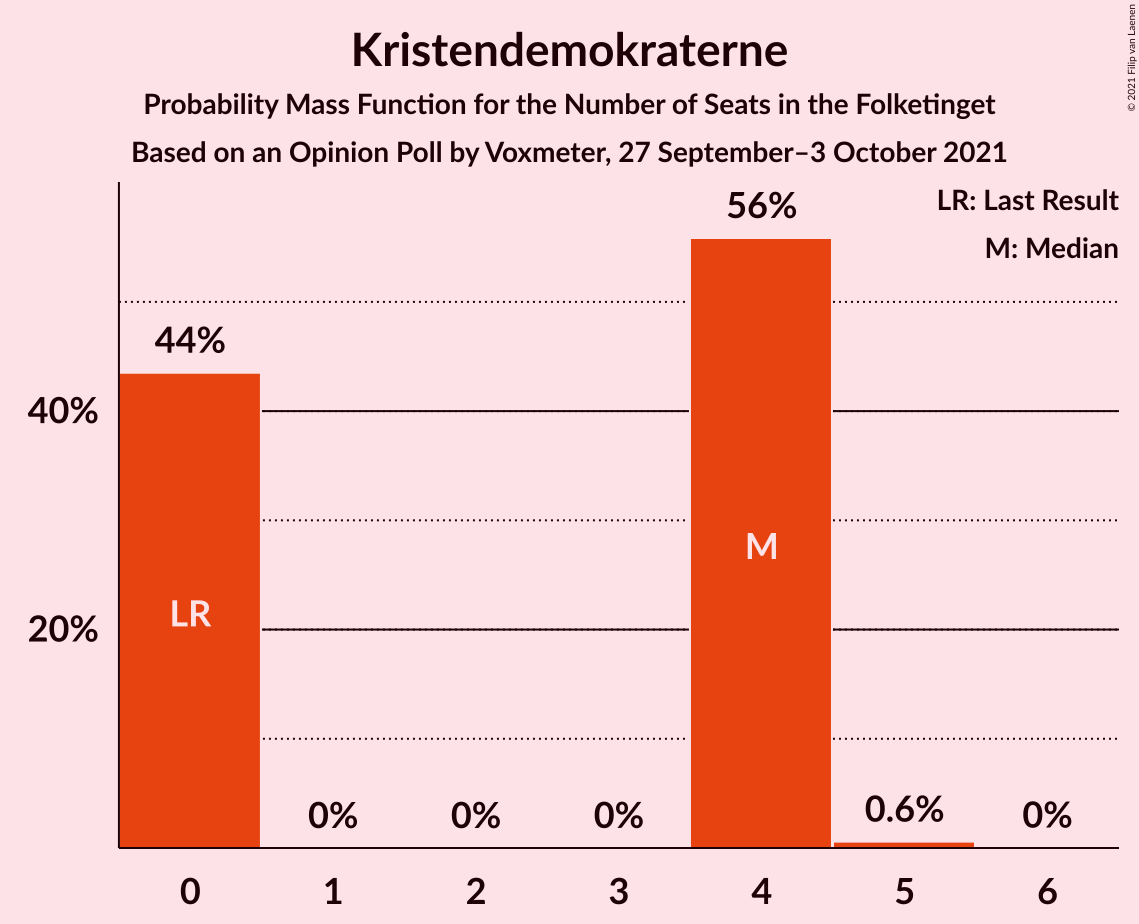 Kristendemokraterne
Probability Mass Function for the Number of Seats in the Folketinget
Based on an Opinion Poll by Voxmeter, 27 September–3 October 2021
© 2021 Filip van Laenen
LR: Last Result
M: Median
56%
44%
40%
20%
LR
M
0%
0%
0%
0.6%
0%
0
1
2
3
4
5
6